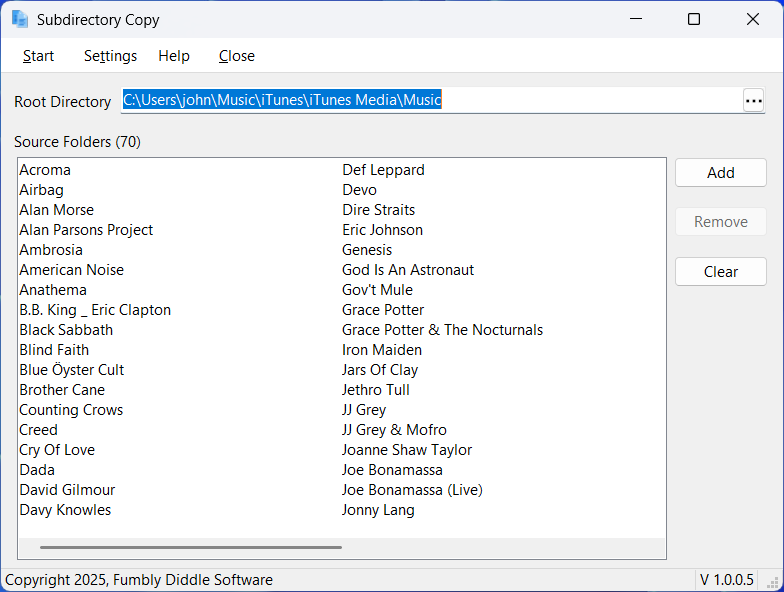 Subdirectory Copy
Start Settings Help Close
Root Directory C:\Users\john\Music\iTunes\iTunes Media\Music ...
Source Folders (70)
Acroma
Airbag
Alan Morse
Alan Parsons Project
Ambrosia
American Noise
Anathema
B.B. King _ Eric Clapton
Black Sabbath
Blind Faith
Blue Öyster Cult
Brother Cane
Counting Crows
Creed
Cry Of Love
Dada
David Gilmour
Davy Knowles
Def Leppard
Devo
Dire Straits
Eric Johnson
Genesis
God Is An Astronaut
Gov't Mule
Grace Potter
Grace Potter & The Nocturnals
Iron Maiden
Jars Of Clay
Jethro Tull
JJ Grey
JJ Grey & Mofro
Joanne Shaw Taylor
Joe Bonamassa
Joe Bonamassa (Live)
Jonny Lang
Add
Remove
Clear
Copyright 2025, Fumbly Diddle Software V 1.0.0.5